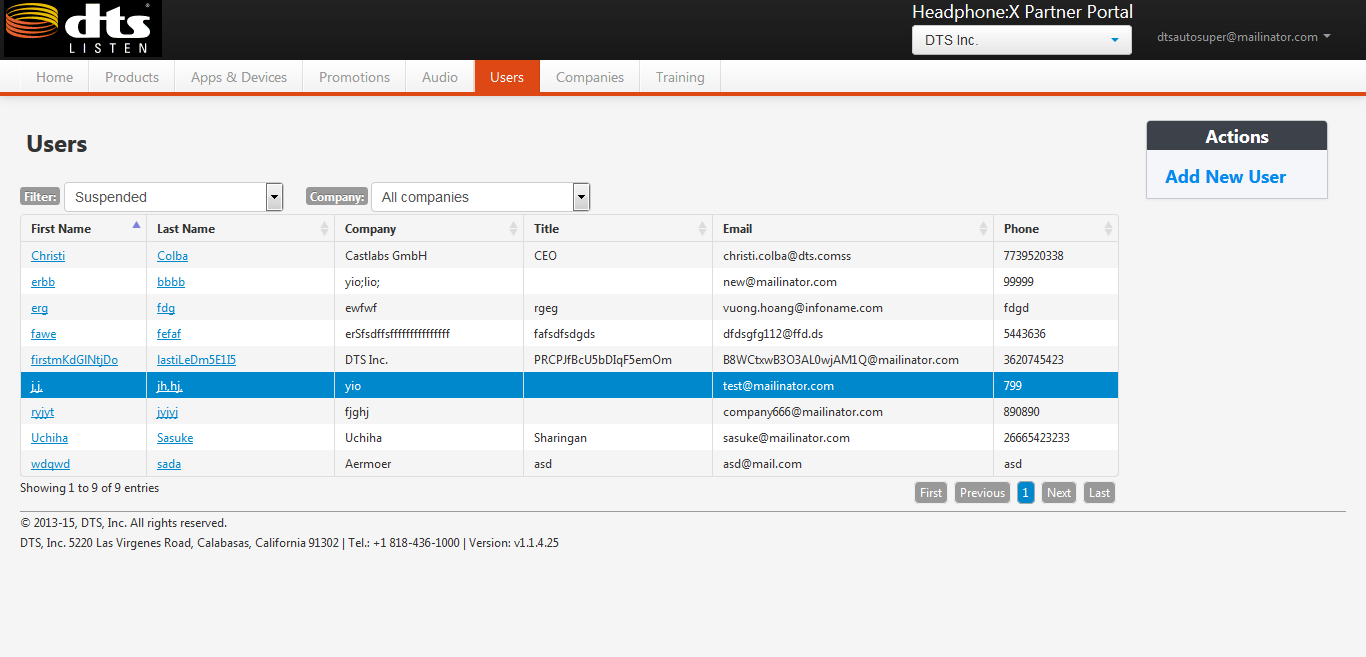 dts
LISTEN
Headphone:X Partner Portal
DTS Inc.
dtsautosuper@mailinator.com
Home Products Apps & Devices Promotions Audio Users Companies Training
Users
Actions
Add New User
Filter: Suspended Company: All companies
First Name Last Name Company Title Email Phone
Christi Colba Castlabs GmbH CEO christi.colba@dts.comss 7739520338
erbb bbbb yio;lio; new@mailinator.com 99999
erg fdg ewfwf rgeg vuong.hoang@infoname.com fdgd
fawe fefaf fafsdfsdgds dfdsgfg112@ffd.ds 5443636
DTS Inc. 3620745423
j.j. jh.hj. yio test@mailinator.com 799
ryjyt jyjyj fjghj company666@mailinator.com 890890
Uchiha Sasuke Uchiha Sharingan sasuke@mailinator.com 26665423233
wdqwd sada Aermoer asd asd@mail.com asd
Showing 1 to 9 of 9 entries
First Previous 1 Next Last
© 2013-15, DTS, Inc. All rights reserved.
DTS, Inc. 5220 Las Virgenes Road, Calabasas, California 91302 | Tel.: +1 818-436-1000 | Version: v1.1.4.25